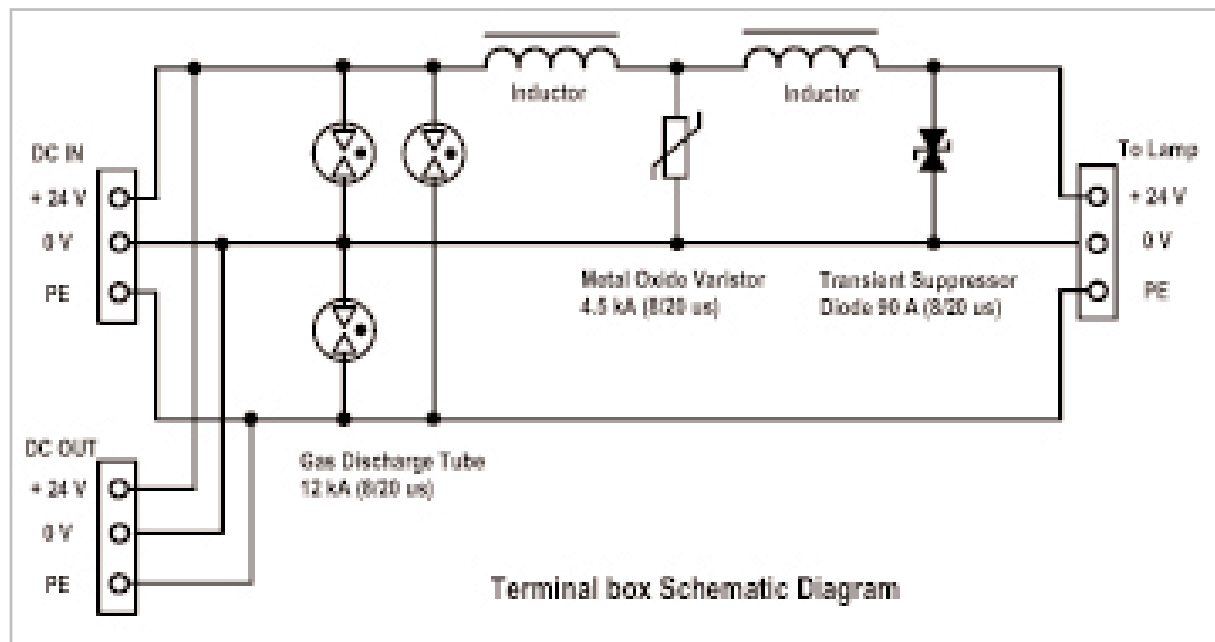 Inductor
Inductor
DC IN
+ 24 V
0 V
PE
To Lamp
+ 24 V
0 V
PE
Metal Oxide Varistor
4.5 kA (8/20 us)
Transient Suppressor
Diode 90 A (8/20 us)
DC OUT
+ 24 V
0 V
PE
Gas Discharge Tube
12 kA (8/20 us)
Terminal box Schematic Diagram